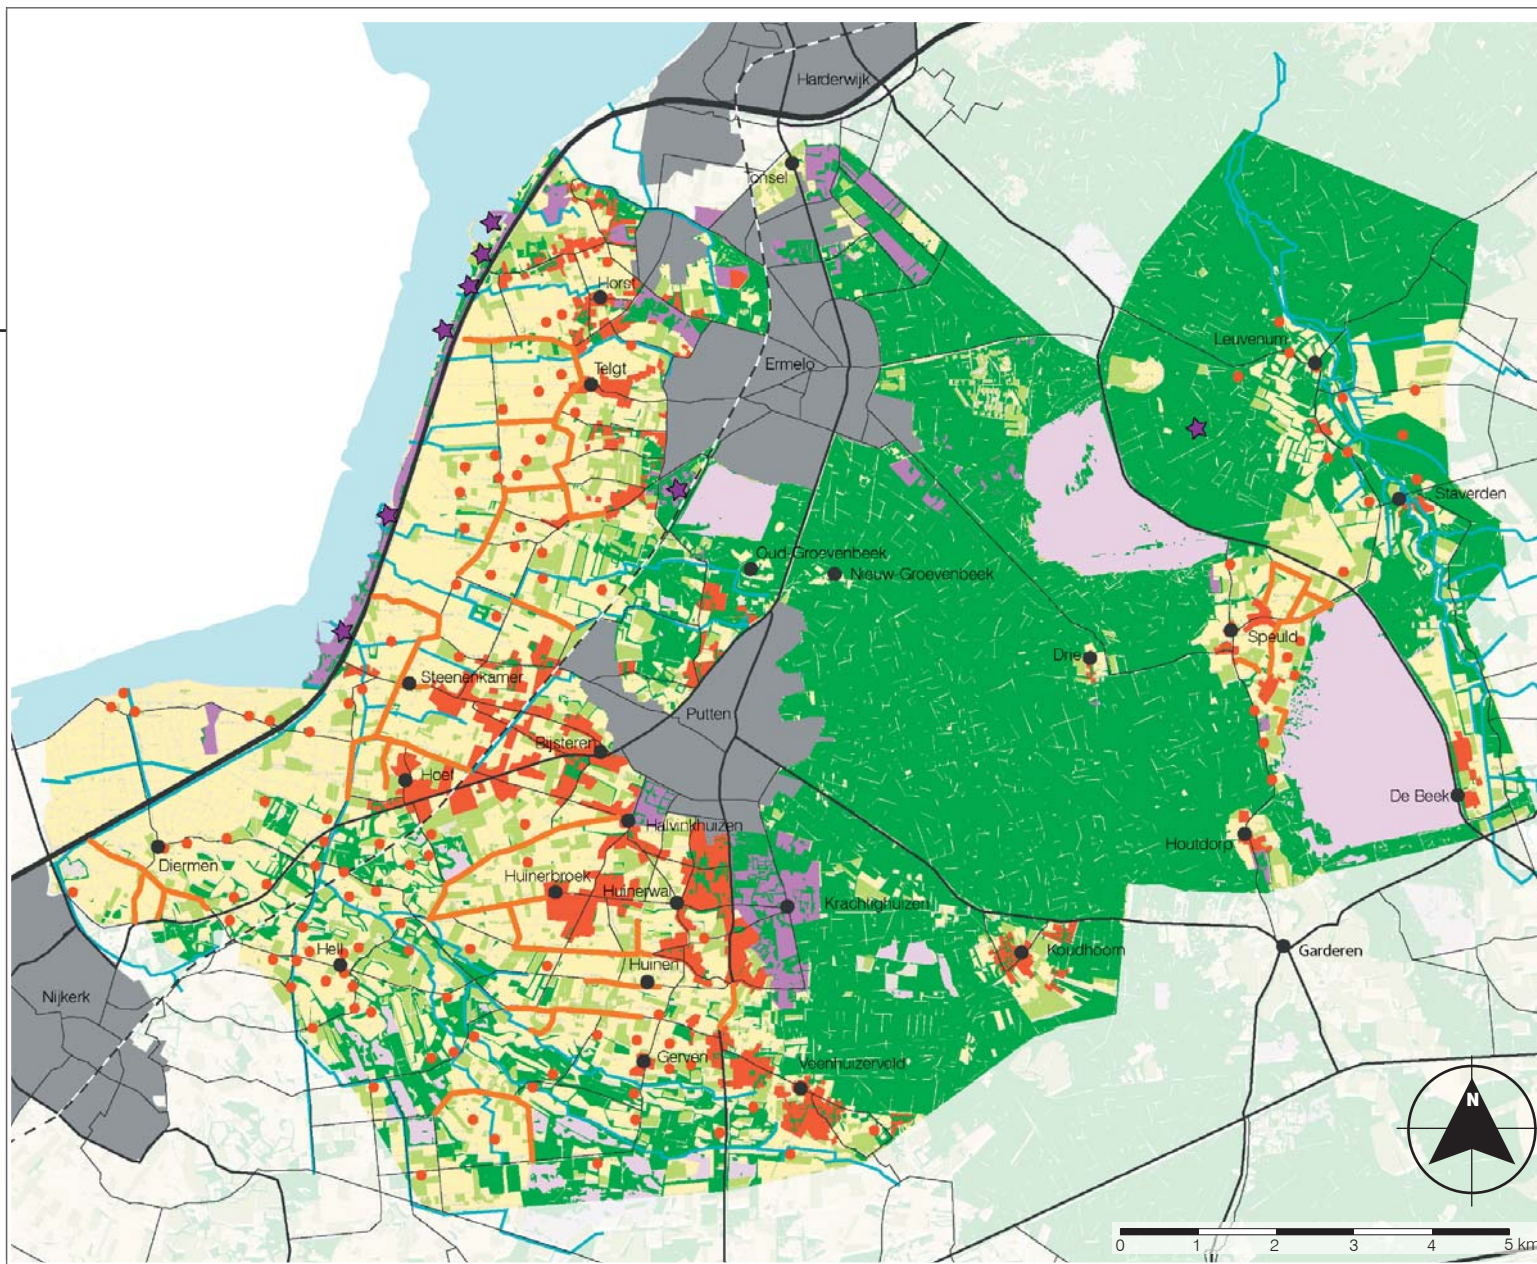 Harderwijk
Tonsel
Horst
Telgt
Ermelo
Leuvenum
Staverden
Oud-Groevenbeek
Nieuw-Groevenbeek
Speuld
Drie
Steenenkamer
Putten
Bijsteren
Hoef
De Beek
Halvinkhuizen
Houtdorp
Diermen
Huinerbroek
Huinerwal
Krachtighuizen
Hell
Koudhoorn
Garderen
Huinen
Nijkerk
Gerven
Veenhuizerveld
N
0 1 2 3 4 5 km